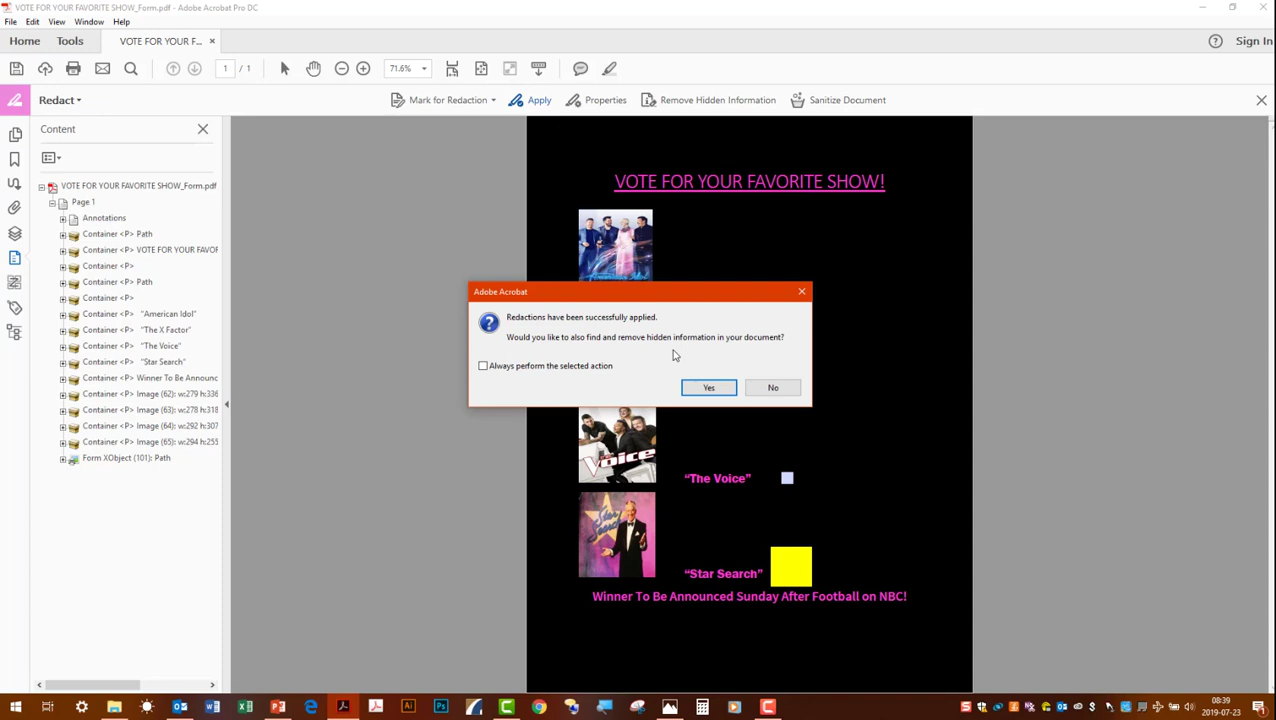 VOTE FOR YOUR FAVORITE SHOW_Form.pdf - Adobe Acrobat Pro DC
File Edit View Window Help
Home Tools VOTE FOR YOUR F... × Sign In
1 / 1 71.6%
Redact Mark for Redaction Apply Properties Remove Hidden Information Sanitize Document
Content
VOTE FOR YOUR FAVORITE SHOW_Form.pdf
Page 1
Annotations
Container <P> Path
Container <P> VOTE FOR YOUR FAVOR
Container <P>
Container <P> Path
Container <P>
Container <P> "American Idol"
Container <P> "The X Factor"
Container <P> "The Voice"
Container <P> "Star Search"
Container <P> Winner To Be Announc
Container <P> Image (62): w:279 h:336
Container <P> Image (63): w:278 h:318
Container <P> Image (64): w:292 h:307
Container <P> Image (65): w:294 h:255
Form XObject (101): Path
VOTE FOR YOUR FAVORITE SHOW!
American Idol
Adobe Acrobat
Redactions have been successfully applied.
Would you like to also find and remove hidden information in your document?
Always perform the selected action
Yes No
the Voice
“The Voice”
Star Search
“Star Search”
Winner To Be Announced Sunday After Football on NBC!
08:39
2019-07-23